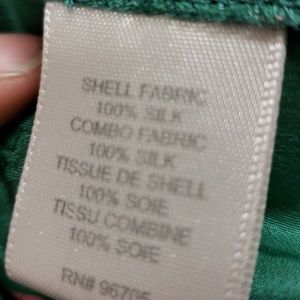 SHELL FABRIC
100% SILK
COMBO FABRIC
100% SILK
TISSUE DE SHELL
100% SOIE
TISSU COMBINE
100% SOIE
RN# 96705